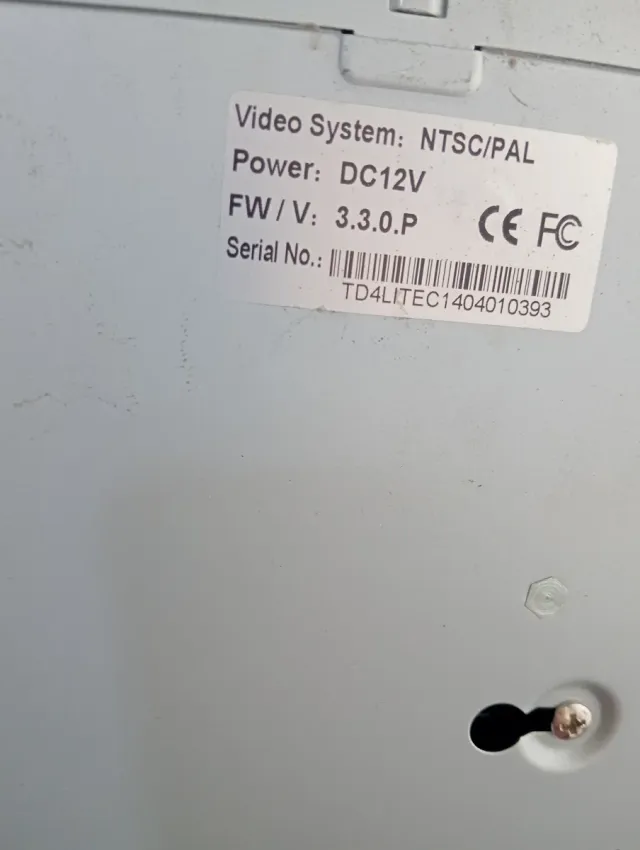 Video System: NTSC/PAL
Power: DC12V
FW / V: 3.3.0.P
CE FC
Serial No.:
TD4LITEC1404010393